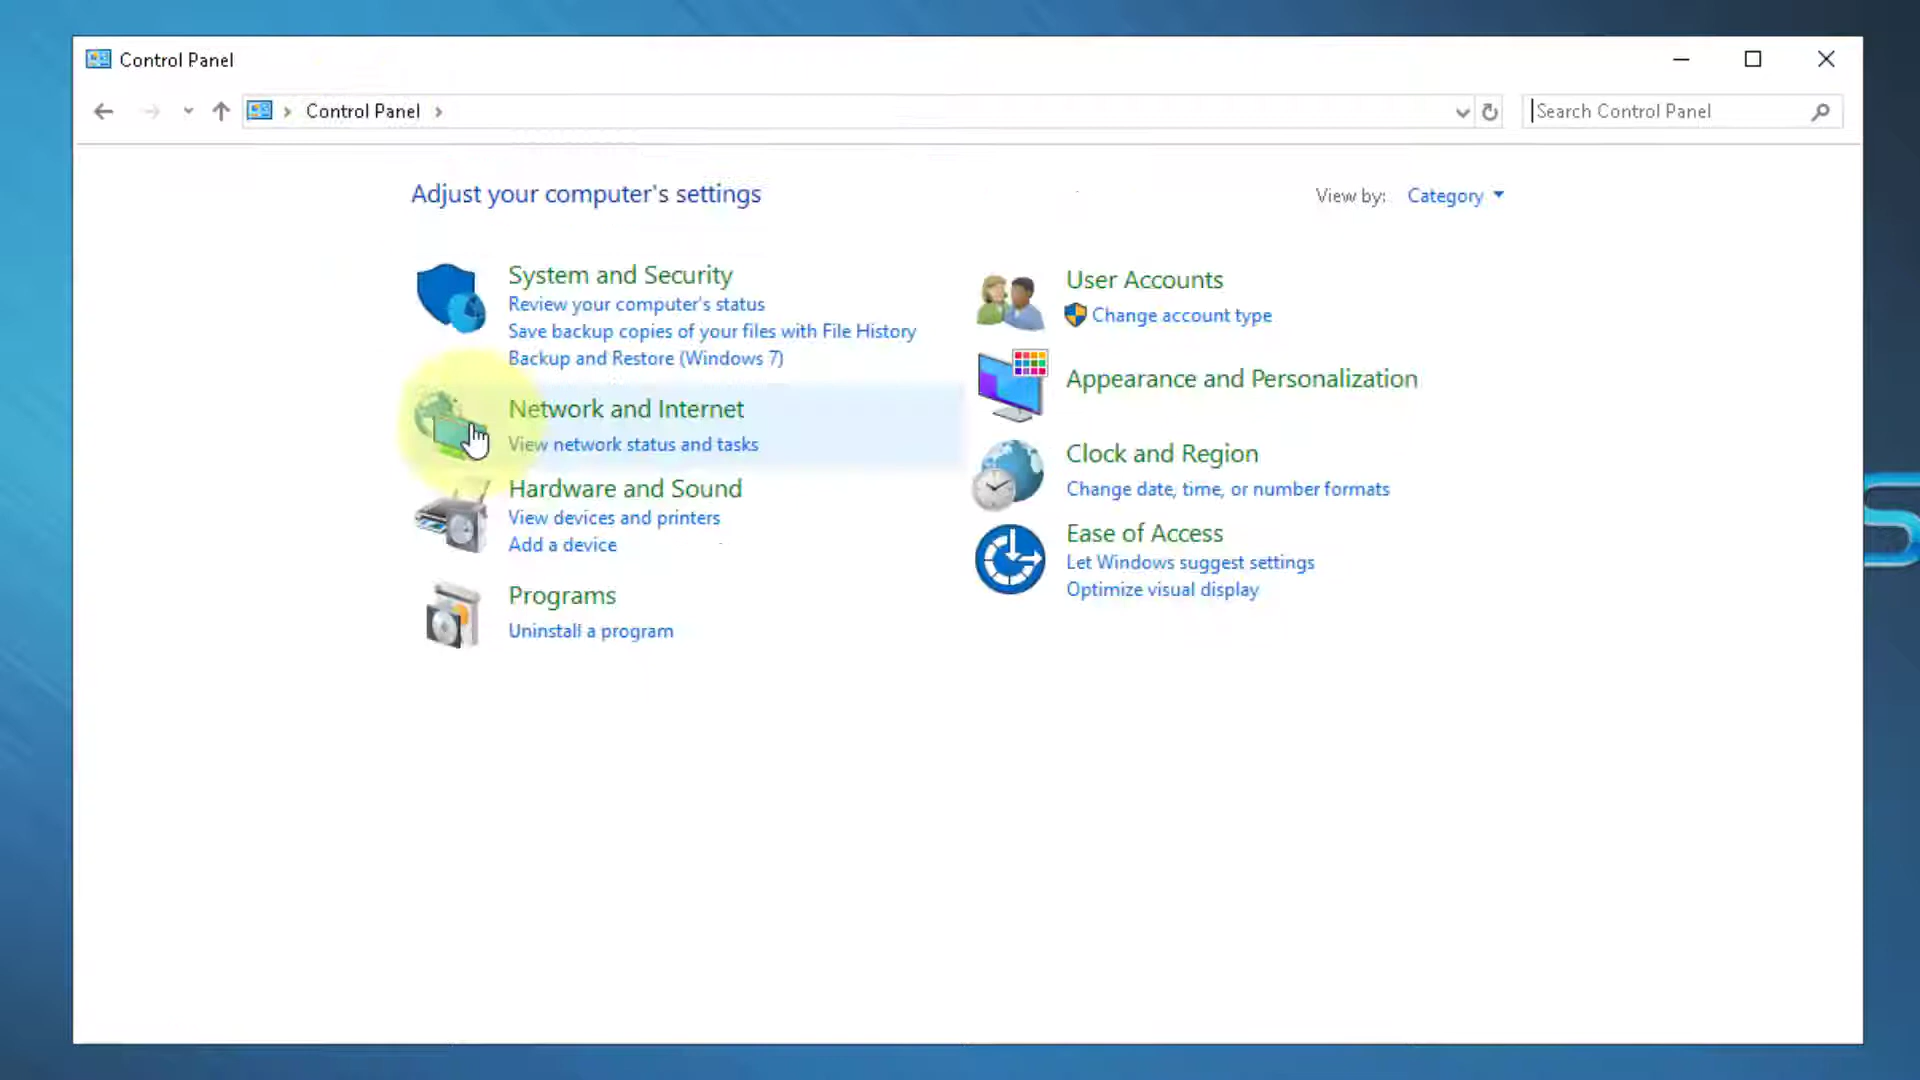 Control Panel
Control Panel
Search Control Panel
Adjust your computer's settings
View by: Category
System and Security
Review your computer's status
Save backup copies of your files with File History
Backup and Restore (Windows 7)
Network and Internet
View network status and tasks
Hardware and Sound
View devices and printers
Add a device
Programs
Uninstall a program
User Accounts
Change account type
Appearance and Personalization
Clock and Region
Change date, time, or number formats
Ease of Access
Let Windows suggest settings
Optimize visual display